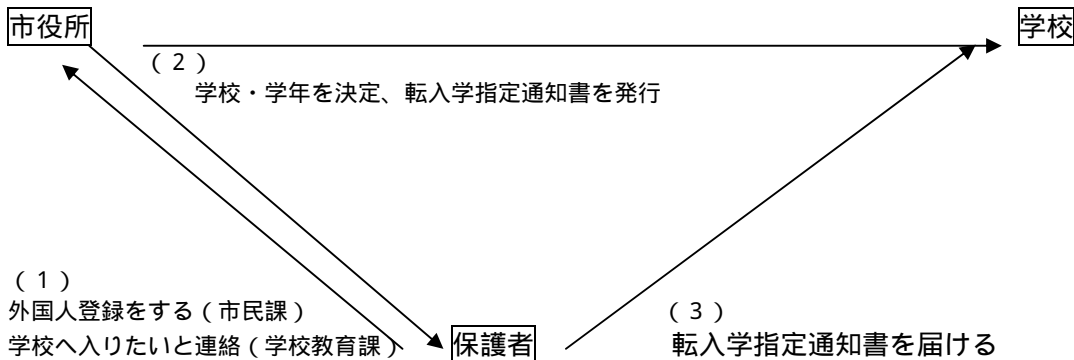 市役所
学校
(2)
学校・学年を決定、転入学指定通知書を発行
(1)
外国人登録をする(市民課)
学校へ入りたいと連絡(学校教育課)
保護者
(3)
転入学指定通知書を届ける